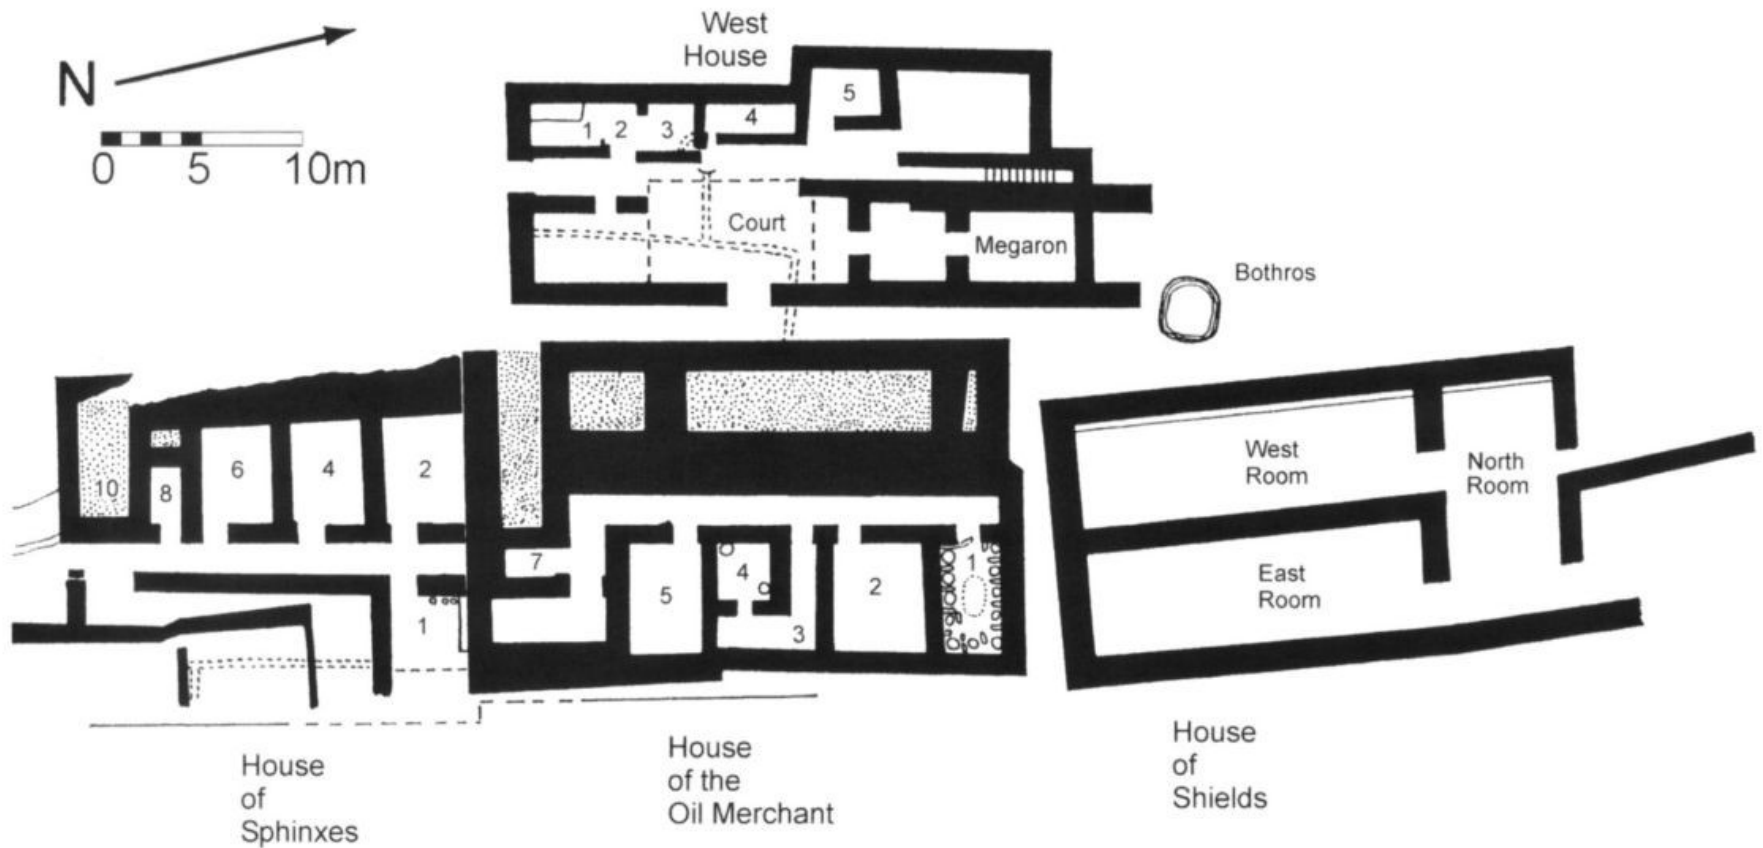 West
House
N
0 5 10m
1 2 3 4 5
Court
Megaron
Bothros
10 8 6 4 2
1
7 5 4 3 2 1
West
Room
North
Room
East
Room
House
of
Sphinxes
House
of the
Oil Merchant
House
of
Shields